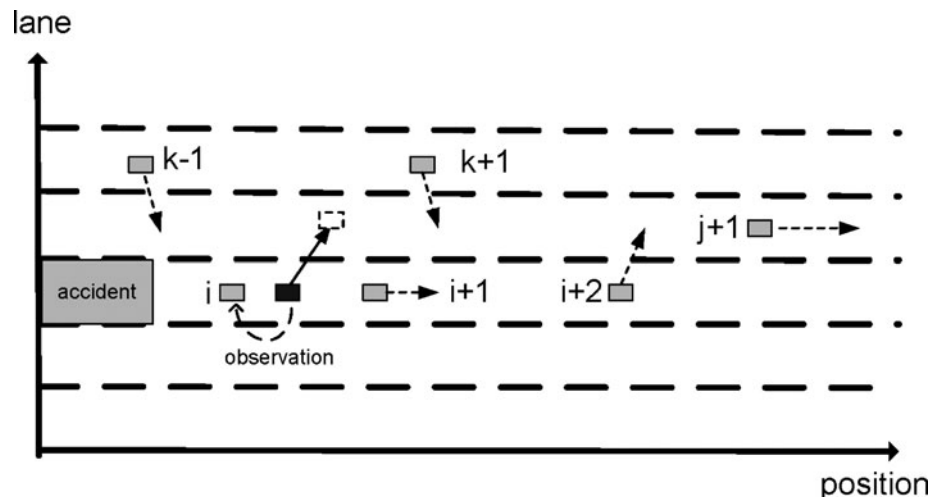 lane
k-1
k+1
j+1
accident
i
i+1
i+2
observation
position